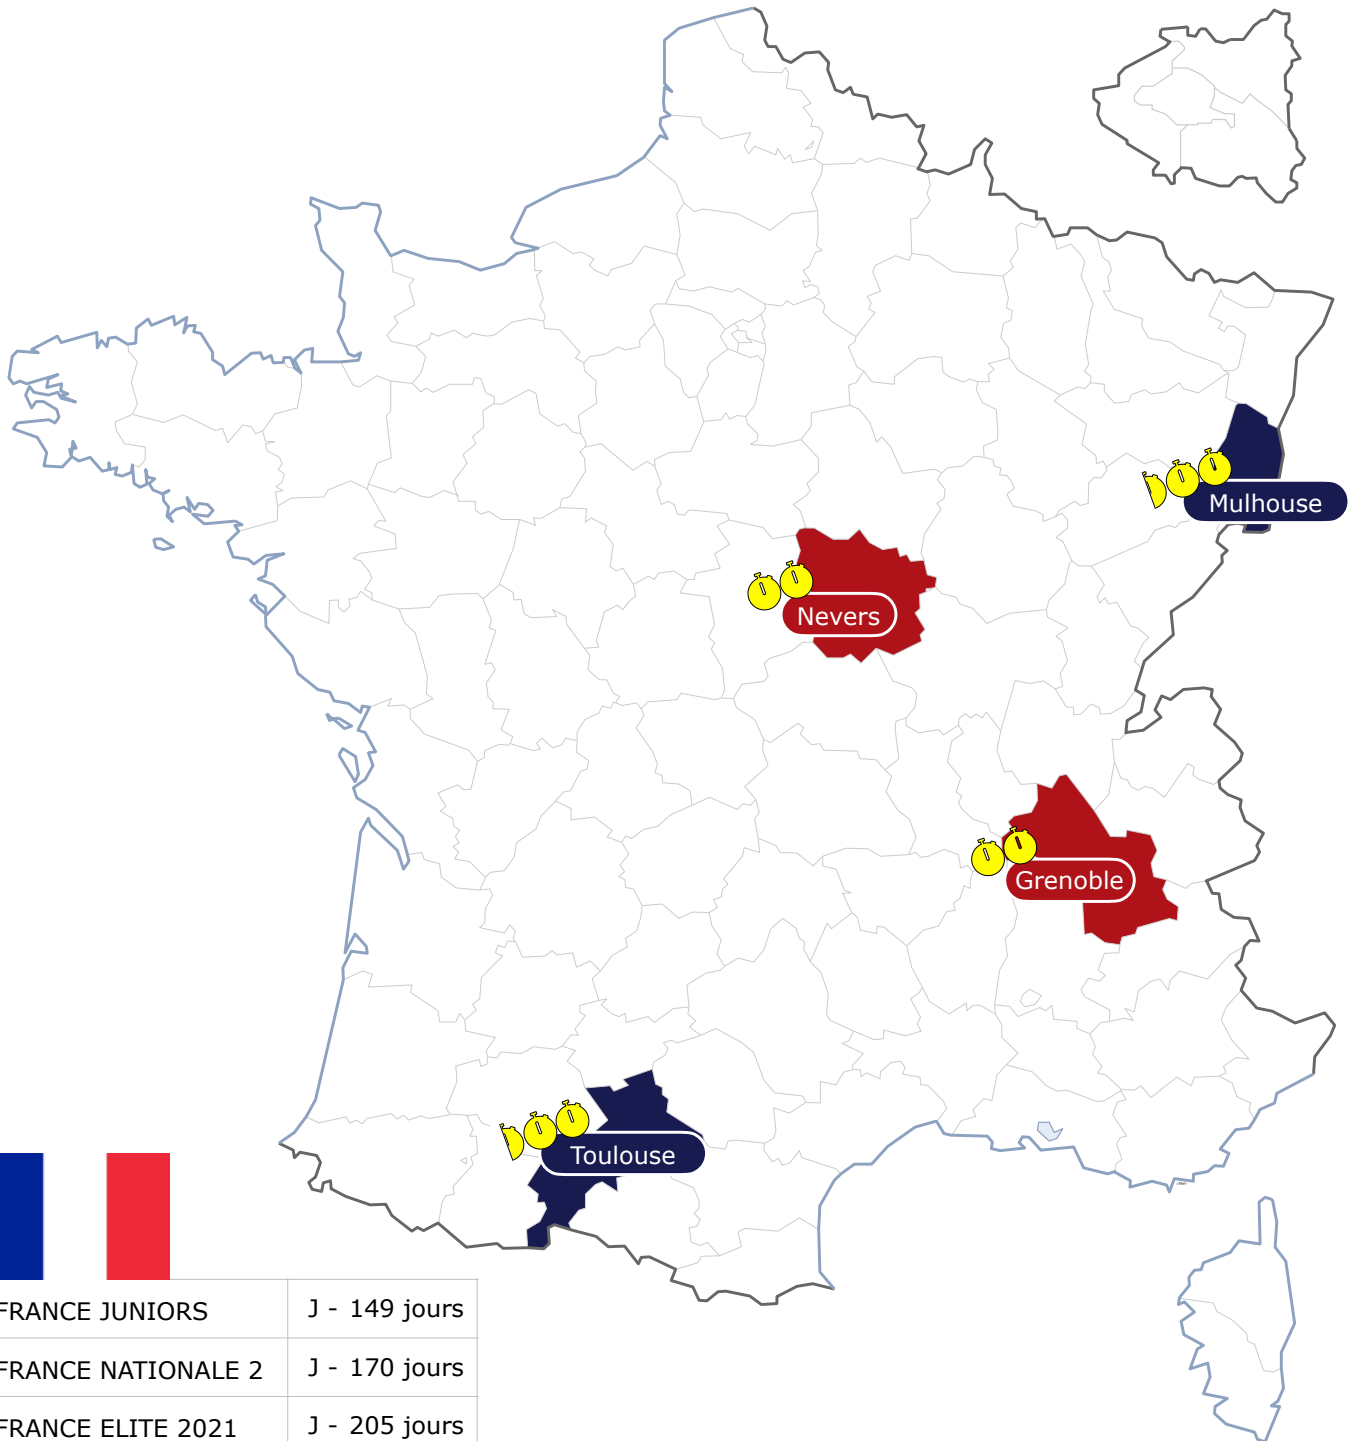 Mulhouse
Nevers
Grenoble
Toulouse
FRANCE JUNIORS J - 149 jours
FRANCE NATIONALE 2 J - 170 jours
FRANCE ELITE 2021 J - 205 jours